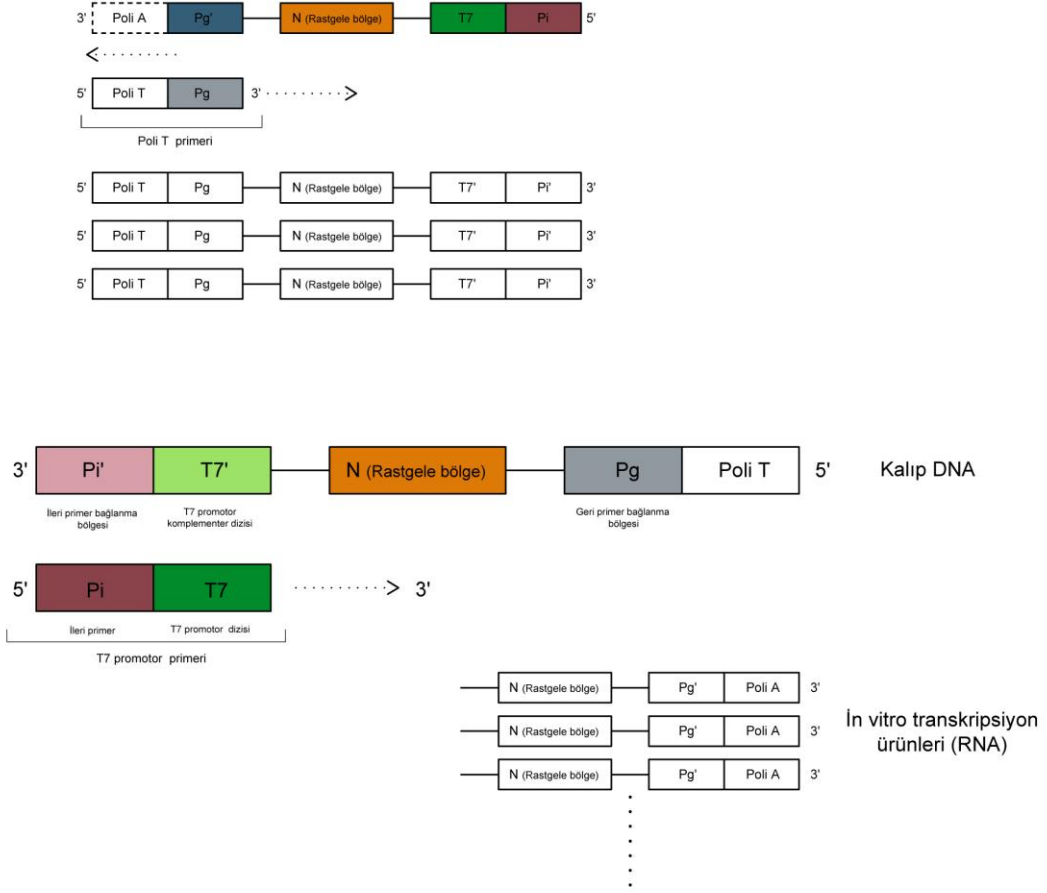 3' Poli A Pg' N (Rastgele bölge) T7 Pi 5'
5' Poli T Pg 3'
Poli T primeri
5' Poli T Pg N (Rastgele bölge) T7' Pi' 3'
5' Poli T Pg N (Rastgele bölge) T7' Pi' 3'
5' Poli T Pg N (Rastgele bölge) T7' Pi' 3'
3' Pi' T7' N (Rastgele bölge) Pg Poli T 5' Kalıp DNA
İleri primer bağlanma
bölgesi
T7 promotor
komplementer dizisi
Geri primer bağlanma
bölgesi
5' Pi T7 3'
İleri primer T7 promotor dizisi
T7 promotor primeri
N (Rastgele bölge) Pg' Poli A 3'
N (Rastgele bölge) Pg' Poli A 3'
N (Rastgele bölge) Pg' Poli A 3'
İn vitro transkripsiyon
ürünleri (RNA)